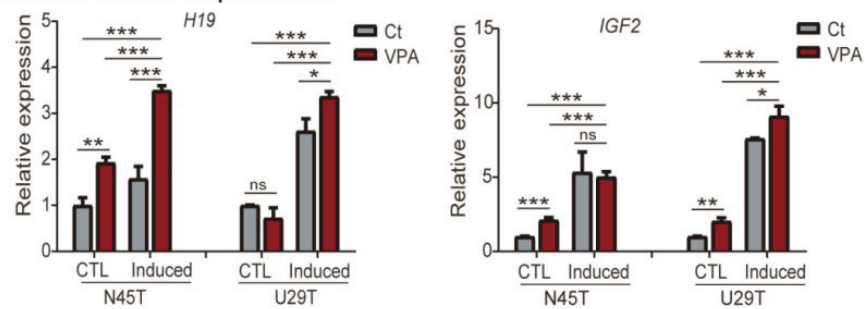 H19
Relative expression
5
4
3
2
1
0
***
***
***
**
***
***
*
ns
Ct
VPA
CTL Induced CTL Induced
N45T U29T
IGF2
Relative expression
15
10
5
0
***
***
ns
***
***
***
*
**
Ct
VPA
CTL Induced CTL Induced
N45T U29T